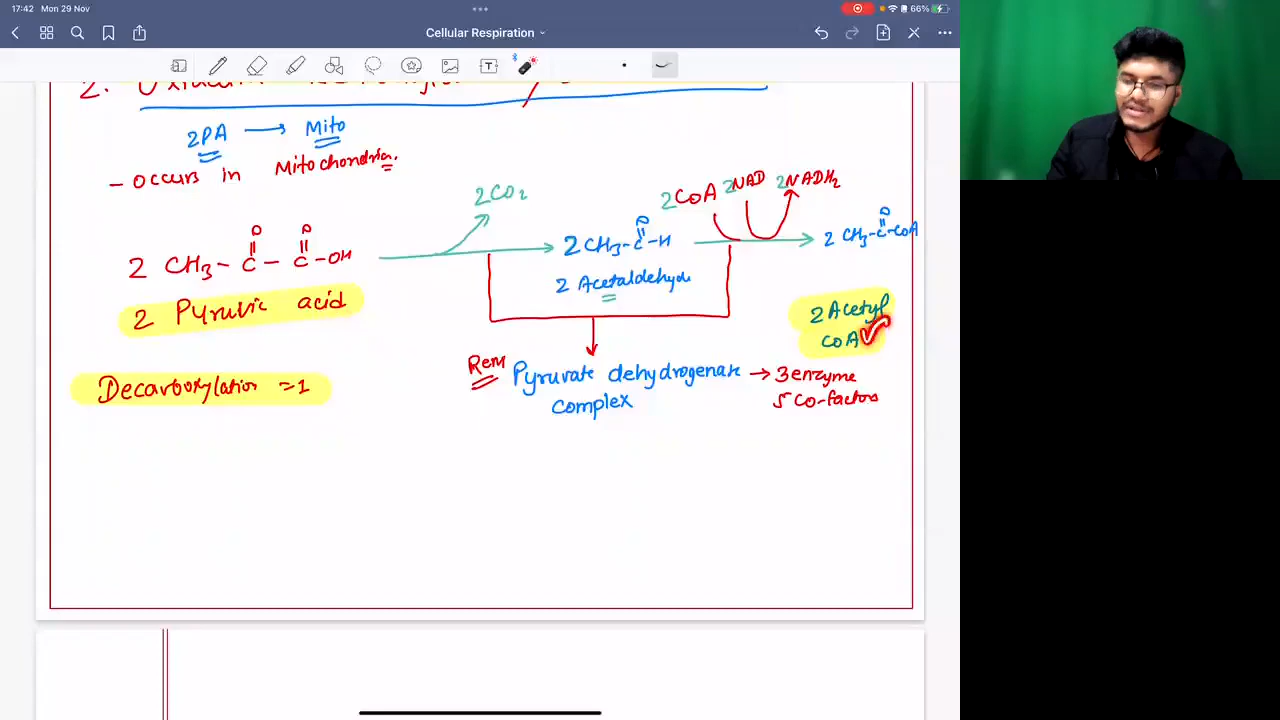 17:42 Mon 29 Nov
66%
Cellular Respiration
2.
2PA → Mito
- occurs in Mitochondria.
2CO2
2CoA 2NAD 2NADH2
2 CH3 - C - C - OH
O O
2 CH3-C-H
O
2 CH3-C-CoA
O
2 Acetaldehyde
2 Pyruvic acid
2 Acetyl
CoA
Rem
Pyruvate dehydrogenate → 3 enzyme
complex
5 Co-factors
Decarboxylation = 1